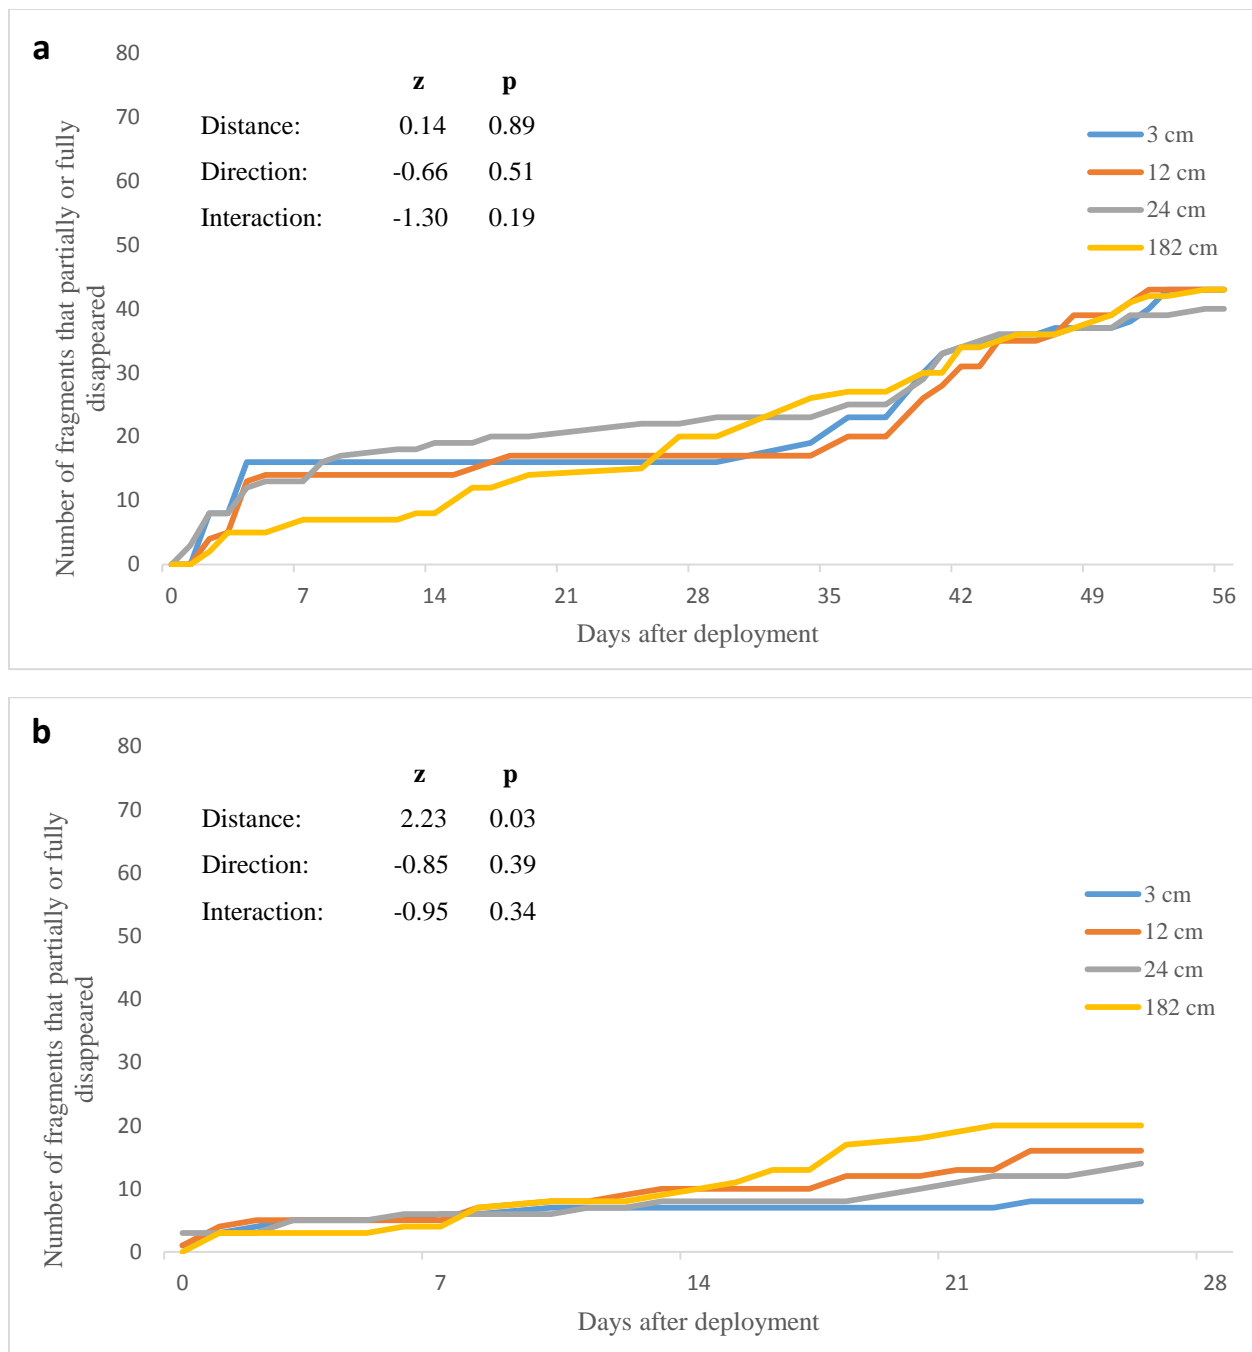 a
80
70
60
50
40
30
20
10
0
Number of fragments that partially or fully
disappeared
z p
Distance: 0.14 0.89
Direction: -0.66 0.51
Interaction: -1.30 0.19
3 cm
12 cm
24 cm
182 cm
0 7 14 21 28 35 42 49 56
Days after deployment
b
80
70
60
50
40
30
20
10
0
Number of fragments that partially or fully
disappeared
z p
Distance: 2.23 0.03
Direction: -0.85 0.39
Interaction: -0.95 0.34
3 cm
12 cm
24 cm
182 cm
0 7 14 21 28
Days after deployment